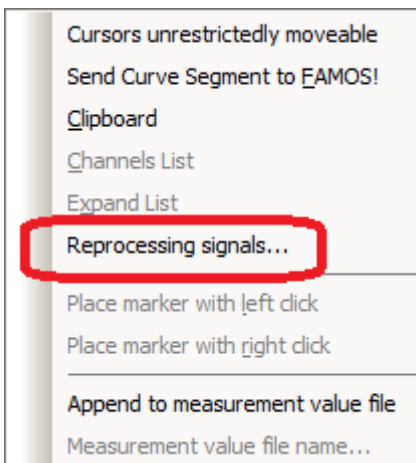 Cursors unrestrictedly moveable
Send Curve Segment to FAMOS!
Clipboard
Channels List
Expand List
Reprocessing signals...
Place marker with left click
Place marker with right click
Append to measurement value file
Measurement value file name...